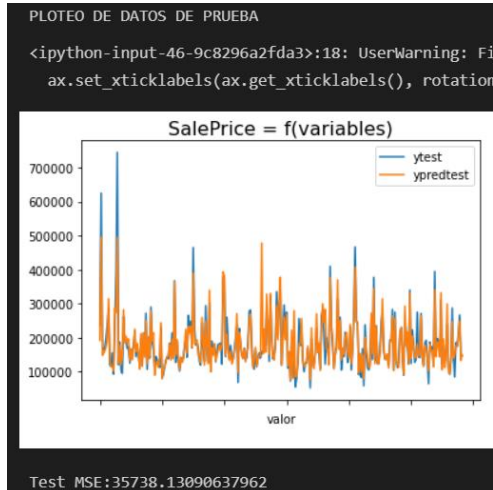 PLOTEO DE DATOS DE PRUEBA
<ipython-input-46-9c8296a2fda3>:18: UserWarning: Fi
ax.set_xticklabels(ax.get_xticklabels(), rotation
SalePrice = f(variables)
ytest
ypredtest
700000
600000
500000
400000
300000
200000
100000
valor
Test MSE:35738.13090637962